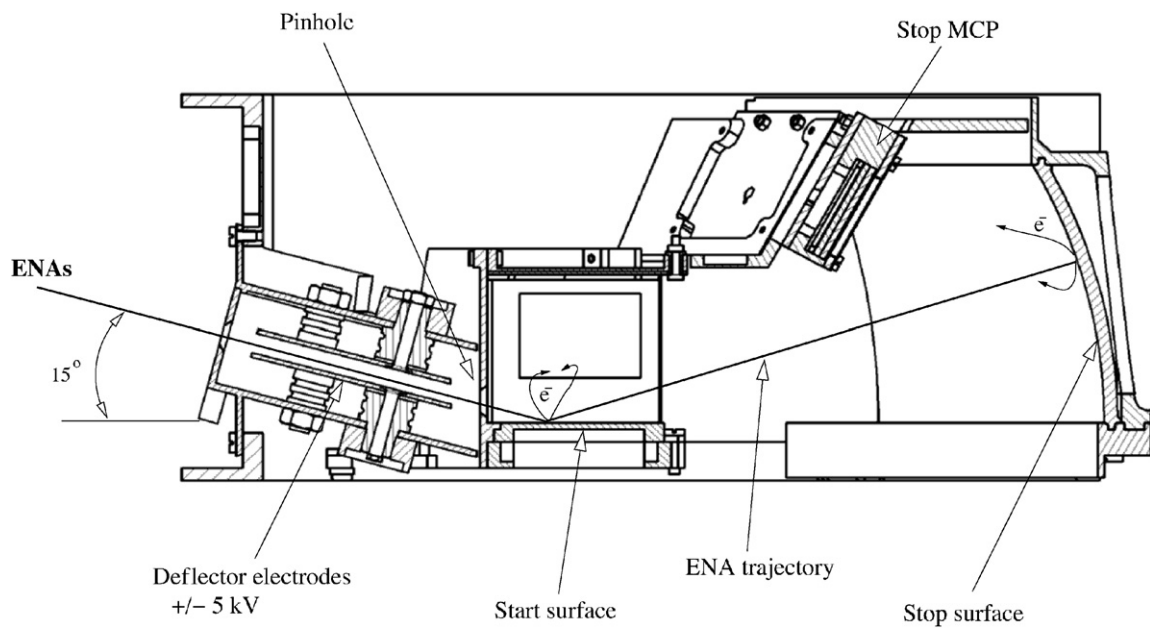 Pinhole
Stop MCP
e-
ENAs
15°
e-
ENA trajectory
Deflector electrodes
+/− 5 kV
Start surface
Stop surface